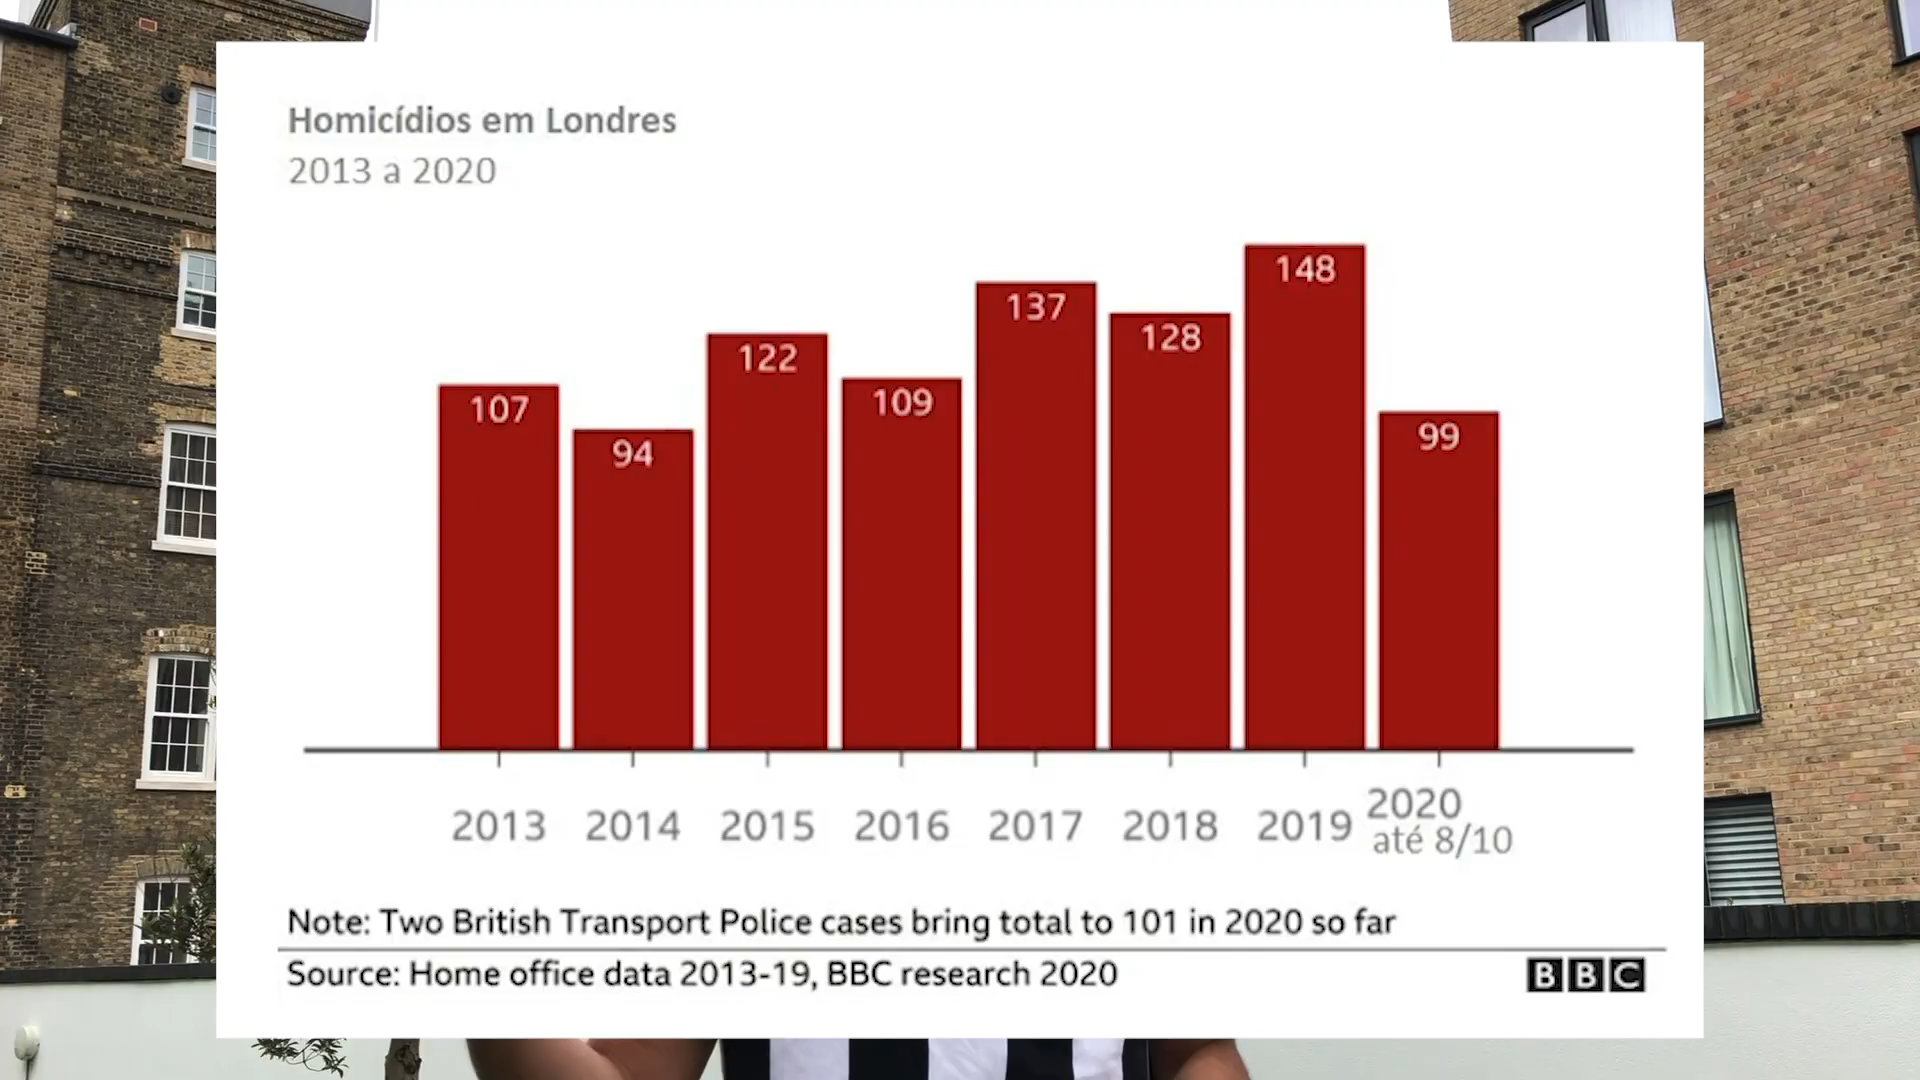 Homicídios em Londres
2013 a 2020
107
94
122
109
137
128
148
99
2013
2014
2015
2016
2017
2018
2019
2020
até 8/10
Note: Two British Transport Police cases bring total to 101 in 2020 so far
Source: Home office data 2013-19, BBC research 2020
BBC